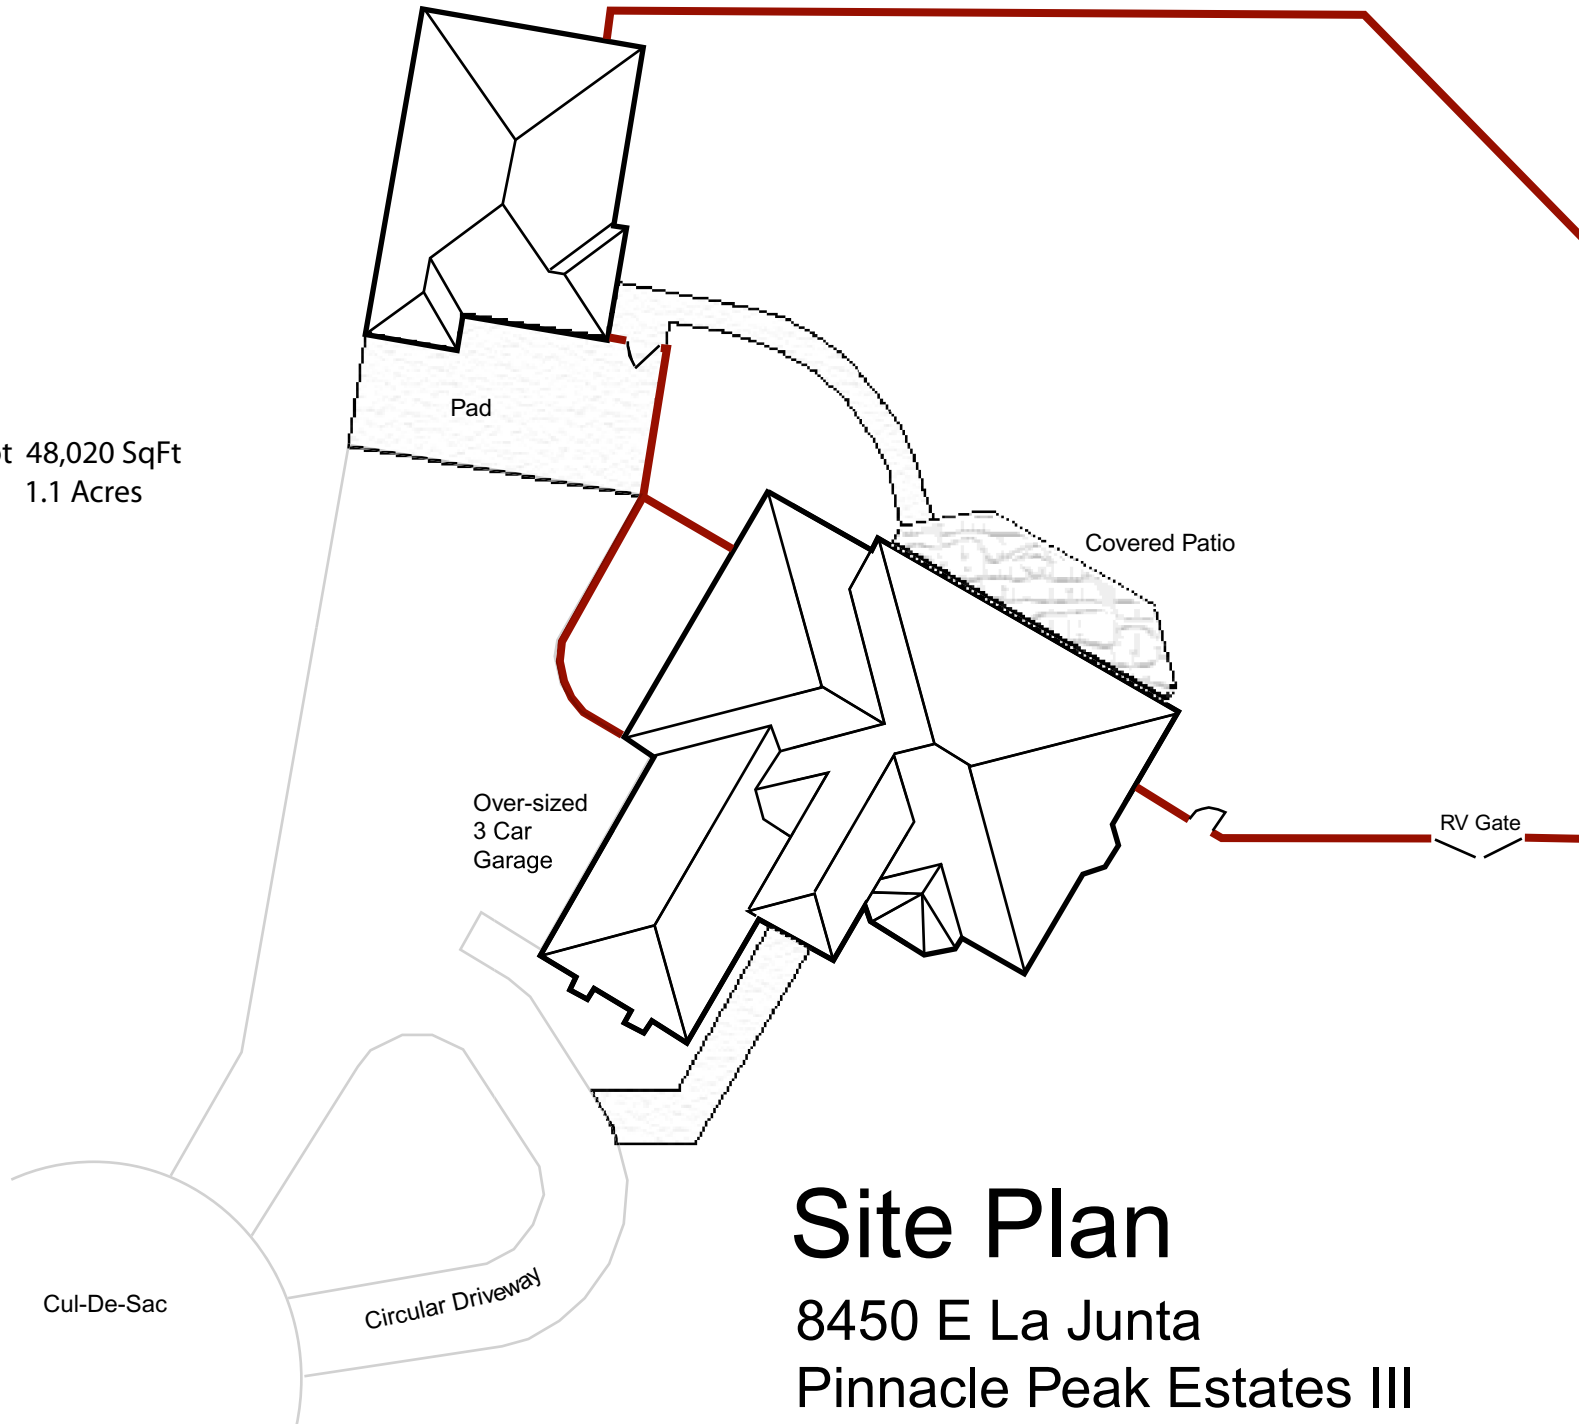 Pad
48,020 SqFt
1.1 Acres
Covered Patio
Over-sized
3 Car
Garage
RV Gate
Site Plan
8450 E La Junta
Pinnacle Peak Estates III
Cul-De-Sac
Circular Driveway